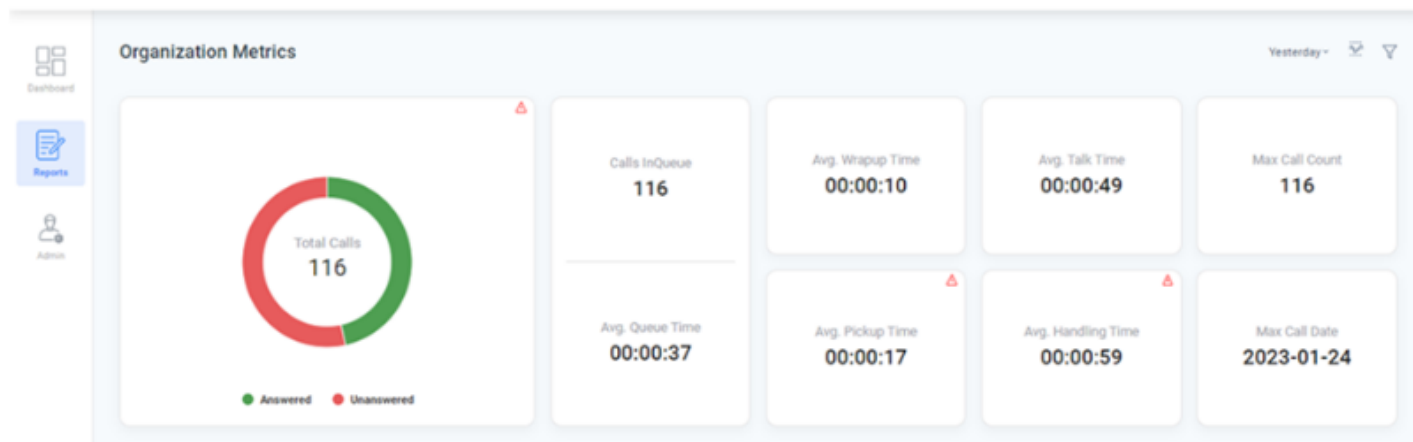 Organization Metrics
Yesterday
Dashboard
Reports
Admin
Total Calls
116
Answered Unanswered
Calls InQueue
116
Avg. Queue Time
00:00:37
Avg. Wrapup Time
00:00:10
Avg. Talk Time
00:00:49
Max Call Count
116
Avg. Pickup Time
00:00:17
Avg. Handling Time
00:00:59
Max Call Date
2023-01-24